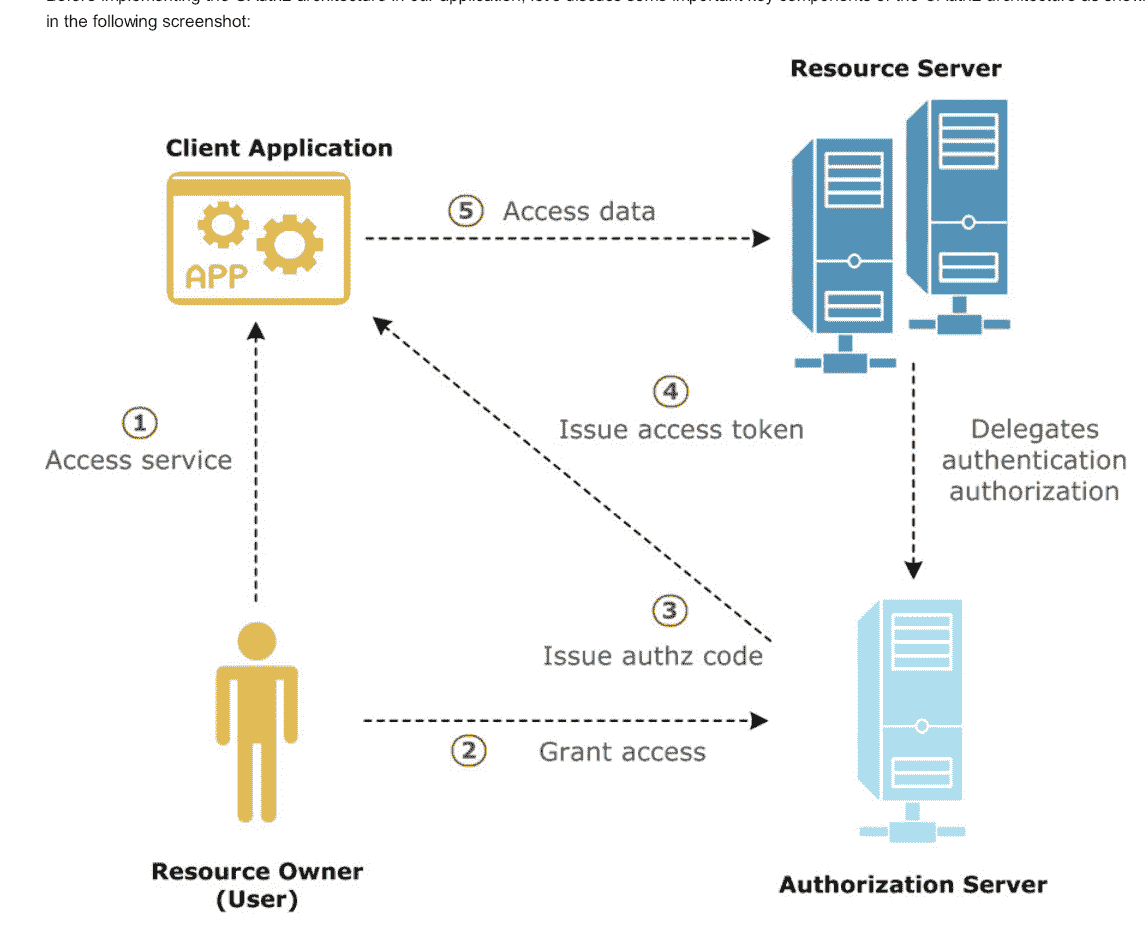 in the following screenshot:
Resource Server
Client Application
5 Access data
APP
1
Access service
4
Issue access token
Delegates
authentication
authorization
3
Issue authz code
2 Grant access
Resource Owner
(User)
Authorization Server